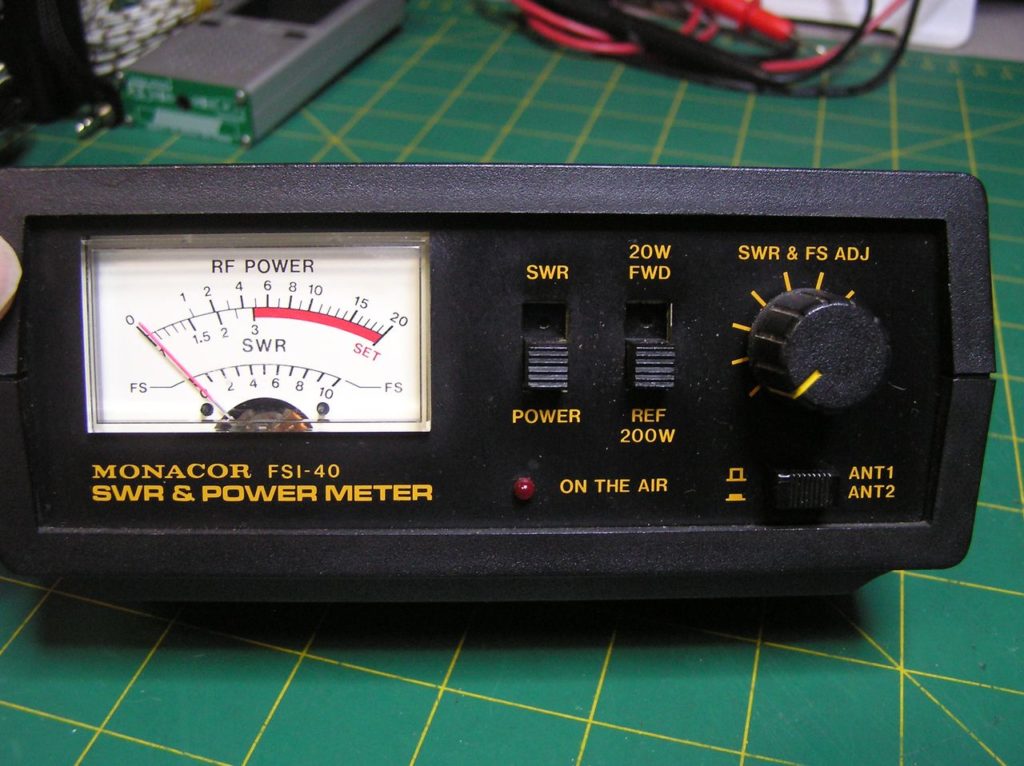 RF POWER
0 1 2 4 6 8 10 15 20
1 1.5 2 3
SWR
SET
FS 0 2 4 6 8 10 FS
MONACOR FSI-40
SWR & POWER METER
SWR
POWER
20W
FWD
REF
200W
ON THE AIR
SWR & FS ADJ
ANT1
ANT2